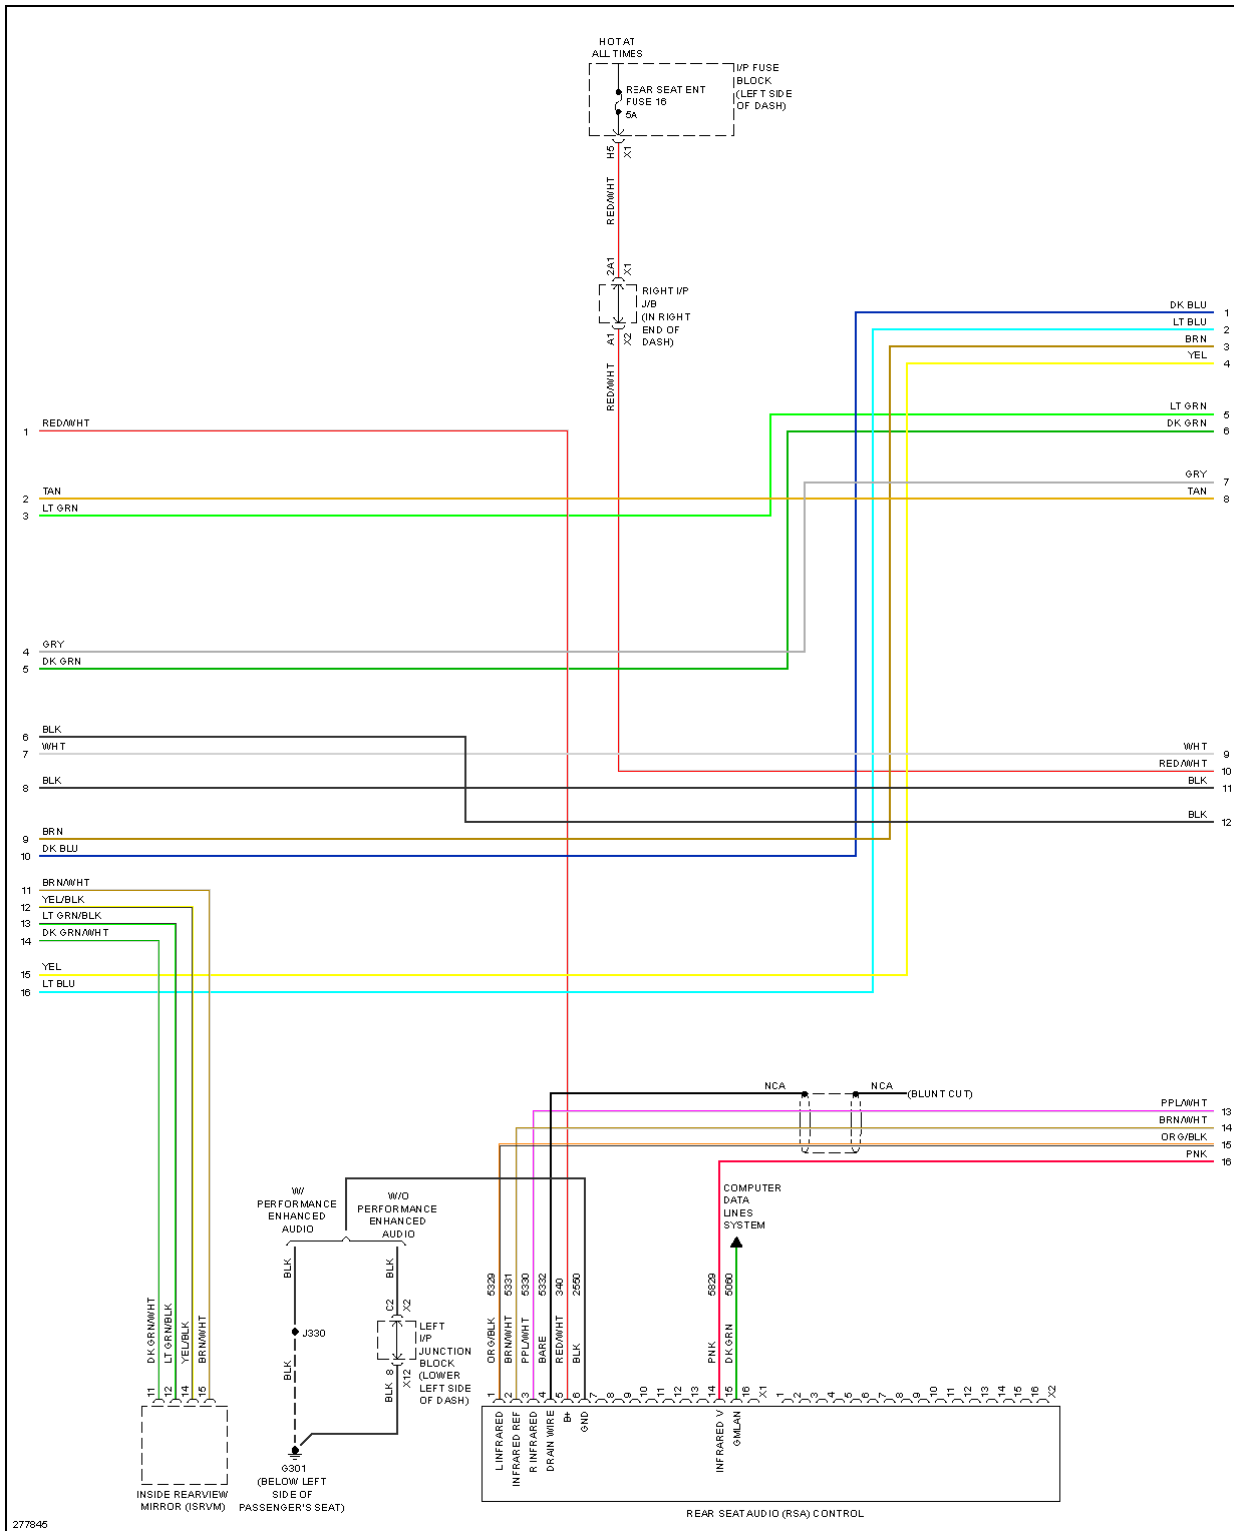 HOT AT
ALL TIMES
I/P FUSE
BLOCK
(LEFT SIDE
OF DASH)
REAR SEAT ENT
FUSE 16
5A
H5
X1
RED/WHT
2A1
X1
RIGHT I/P
J/B
(IN RIGHT
END OF
DASH)
A1
X2
RED/WHT
DK BLU 1
LT BLU 2
BRN 3
YEL 4
LT GRN 5
DK GRN 6
GRY 7
TAN 8
WHT 9
RED/WHT 10
BLK 11
BLK 12
1 RED/WHT
2 TAN
3 LT GRN
4 GRY
5 DK GRN
6 BLK
7 WHT
8 BLK
9 BRN
10 DK BLU
11 BRN/WHT
12 YEL/BLK
13 LT GRN/BLK
14 DK GRN/WHT
15 YEL
16 LT BLU
NCA
NCA
(BLUNT CUT)
PPL/WHT 13
BRN/WHT 14
ORG/BLK 15
PNK 16
W/
PERFORMANCE
ENHANCED
AUDIO
W/O
PERFORMANCE
ENHANCED
AUDIO
COMPUTER
DATA
LINES
SYSTEM
BLK
BLK
J330
BLK
C2
X2
LEFT
I/P
JUNCTION
BLOCK
(LOWER
LEFT SIDE
OF DASH)
8
X12
BLK
G301
(BELOW LEFT
SIDE OF
PASSENGER'S SEAT)
DK GRN/WHT
LT GRN/BLK
YEL/BLK
BRN/WHT
11
12
14
15
INSIDE REARVIEW
MIRROR (ISRVM)
ORG/BLK 5329
BRN/WHT 5331
PPL/WHT 5330
BARE 5332
RED/WHT 340
BLK 2550
PNK 5829
DK GRN 5060
1
2
3
4
5
6
7
8
9
10
11
12
13
14
15
16
X1
1
2
3
4
5
6
7
8
9
10
11
12
13
14
15
16
X2
L INFRARED
INFRARED REF
R INFRARED
DRAIN WIRE
B+
GND
INFRARED V
GMLAN
REAR SEAT AUDIO (RSA) CONTROL
277845